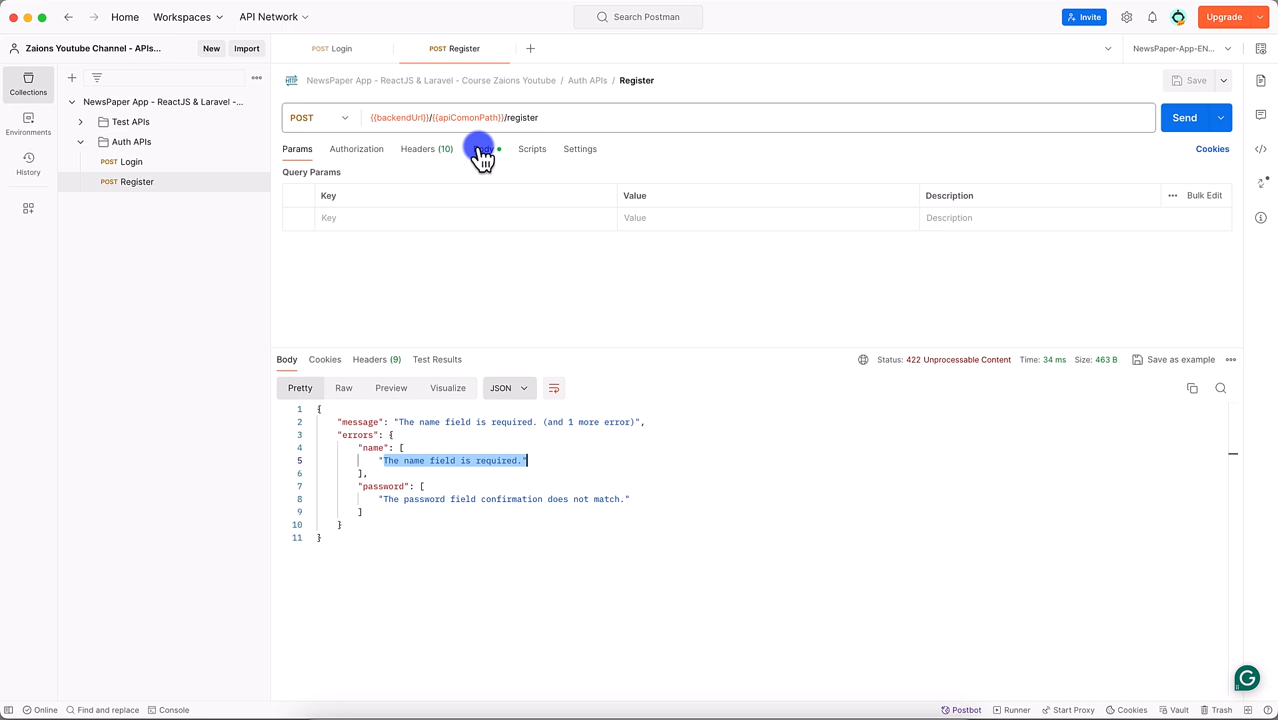 Home
Workspaces
API Network
Search Postman
Invite
Upgrade
Zaions Youtube Channel - APIs...
New
Import
POST Login
POST Register
NewsPaper-App-EN...
Collections
Environments
History
NewsPaper App - ReactJS & Laravel -...
Test APIs
Auth APIs
POST Login
POST Register
NewsPaper App - ReactJS & Laravel - Course Zaions Youtube / Auth APIs / Register
Save
POST
{{backendUrl}}/{{apiComonPath}}/register
Send
Params
Authorization
Headers (10)
Scripts
Settings
Cookies
Query Params
Key
Value
Description
Bulk Edit
Key
Value
Description
Body
Cookies
Headers (9)
Test Results
Status: 422 Unprocessable Content
Time: 34 ms
Size: 463 B
Save as example
Pretty
Raw
Preview
Visualize
JSON
1 {
2 "message": "The name field is required. (and 1 more error)",
3 "errors": {
4 "name": [
5 "The name field is required."
6 ],
7 "password": [
8 "The password field confirmation does not match."
9 ]
10 }
11 }
Online
Find and replace
Console
Postbot
Runner
Start Proxy
Cookies
Vault
Trash